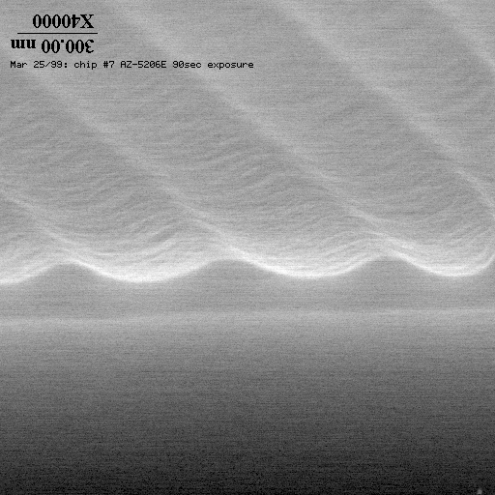 X40000
300.00 nm
Mar 25/99: chip #7 AZ-5206E 90sec exposure